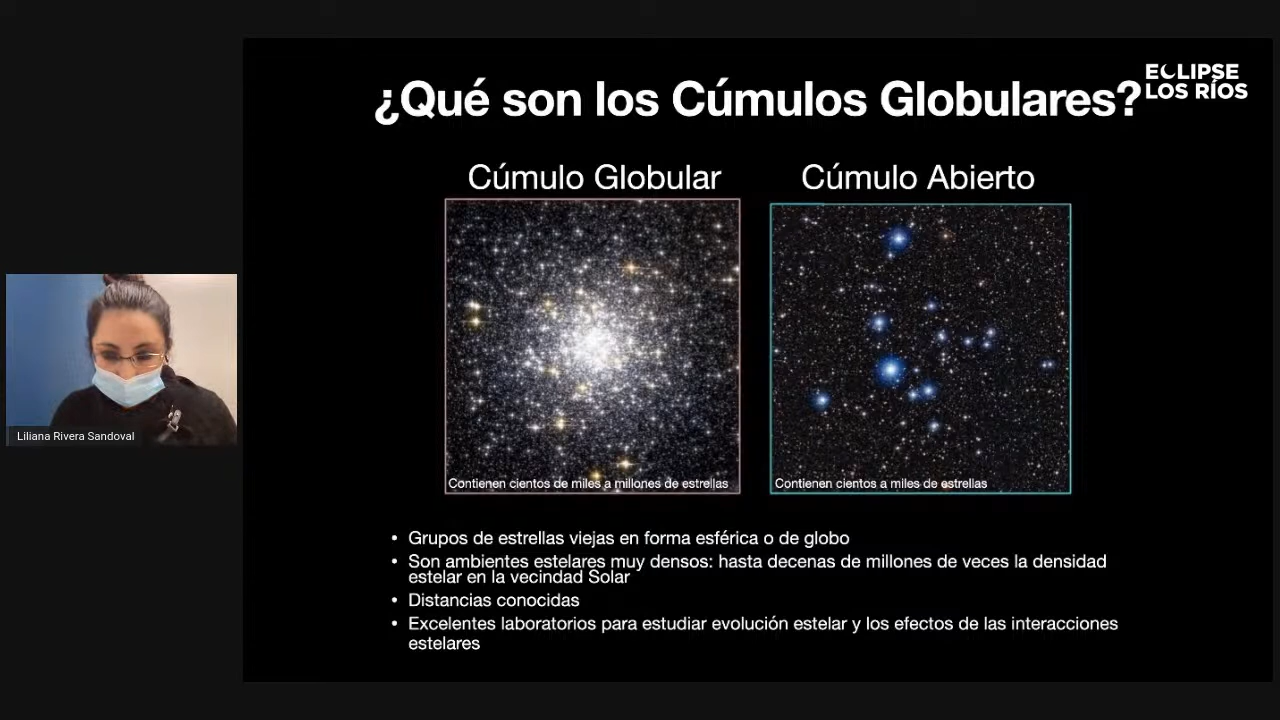 ¿Qué son los Cúmulos Globulares?
ECLIPSE
LOS RÍOS
Cúmulo Globular
Cúmulo Abierto
Contienen cientos de miles a millones de estrellas
Contienen cientos a miles de estrellas
Liliana Rivera Sandoval
• Grupos de estrellas viejas en forma esférica o de globo
• Son ambientes estelares muy densos: hasta decenas de millones de veces la densidad
estelar en la vecindad Solar
• Distancias conocidas
• Excelentes laboratorios para estudiar evolución estelar y los efectos de las interacciones
estelares